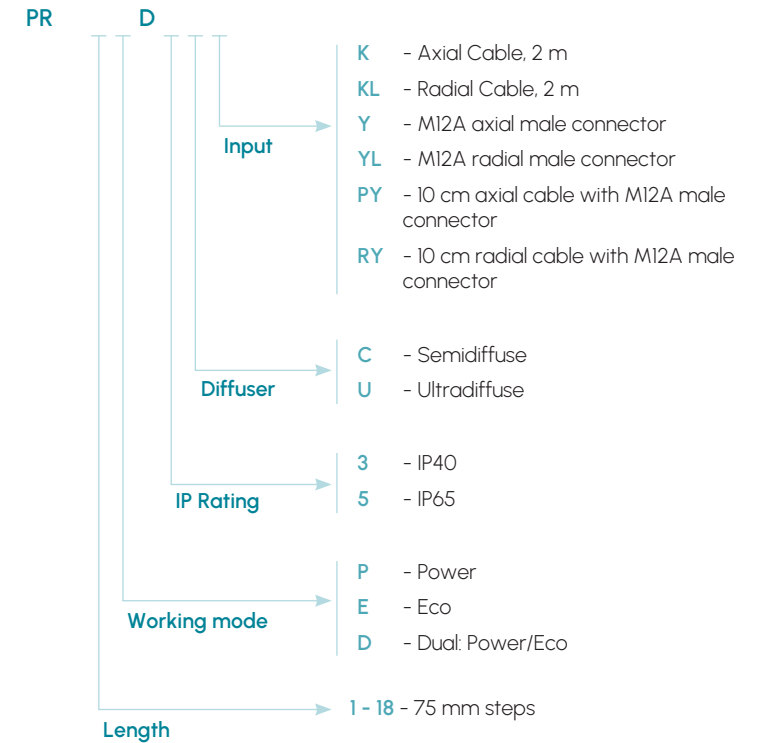 PR D
K - Axial Cable, 2 m
KL - Radial Cable, 2 m
Y - M12A axial male connector
Input
YL - M12A radial male connector
PY - 10 cm axial cable with M12A male
connector
RY - 10 cm radial cable with M12A male
connector
C - Semidiffuse
Diffuser
U - Ultradiffuse
3 - IP40
IP Rating
5 - IP65
P - Power
E - Eco
Working mode
D - Dual: Power/Eco
1 - 18 - 75 mm steps
Length